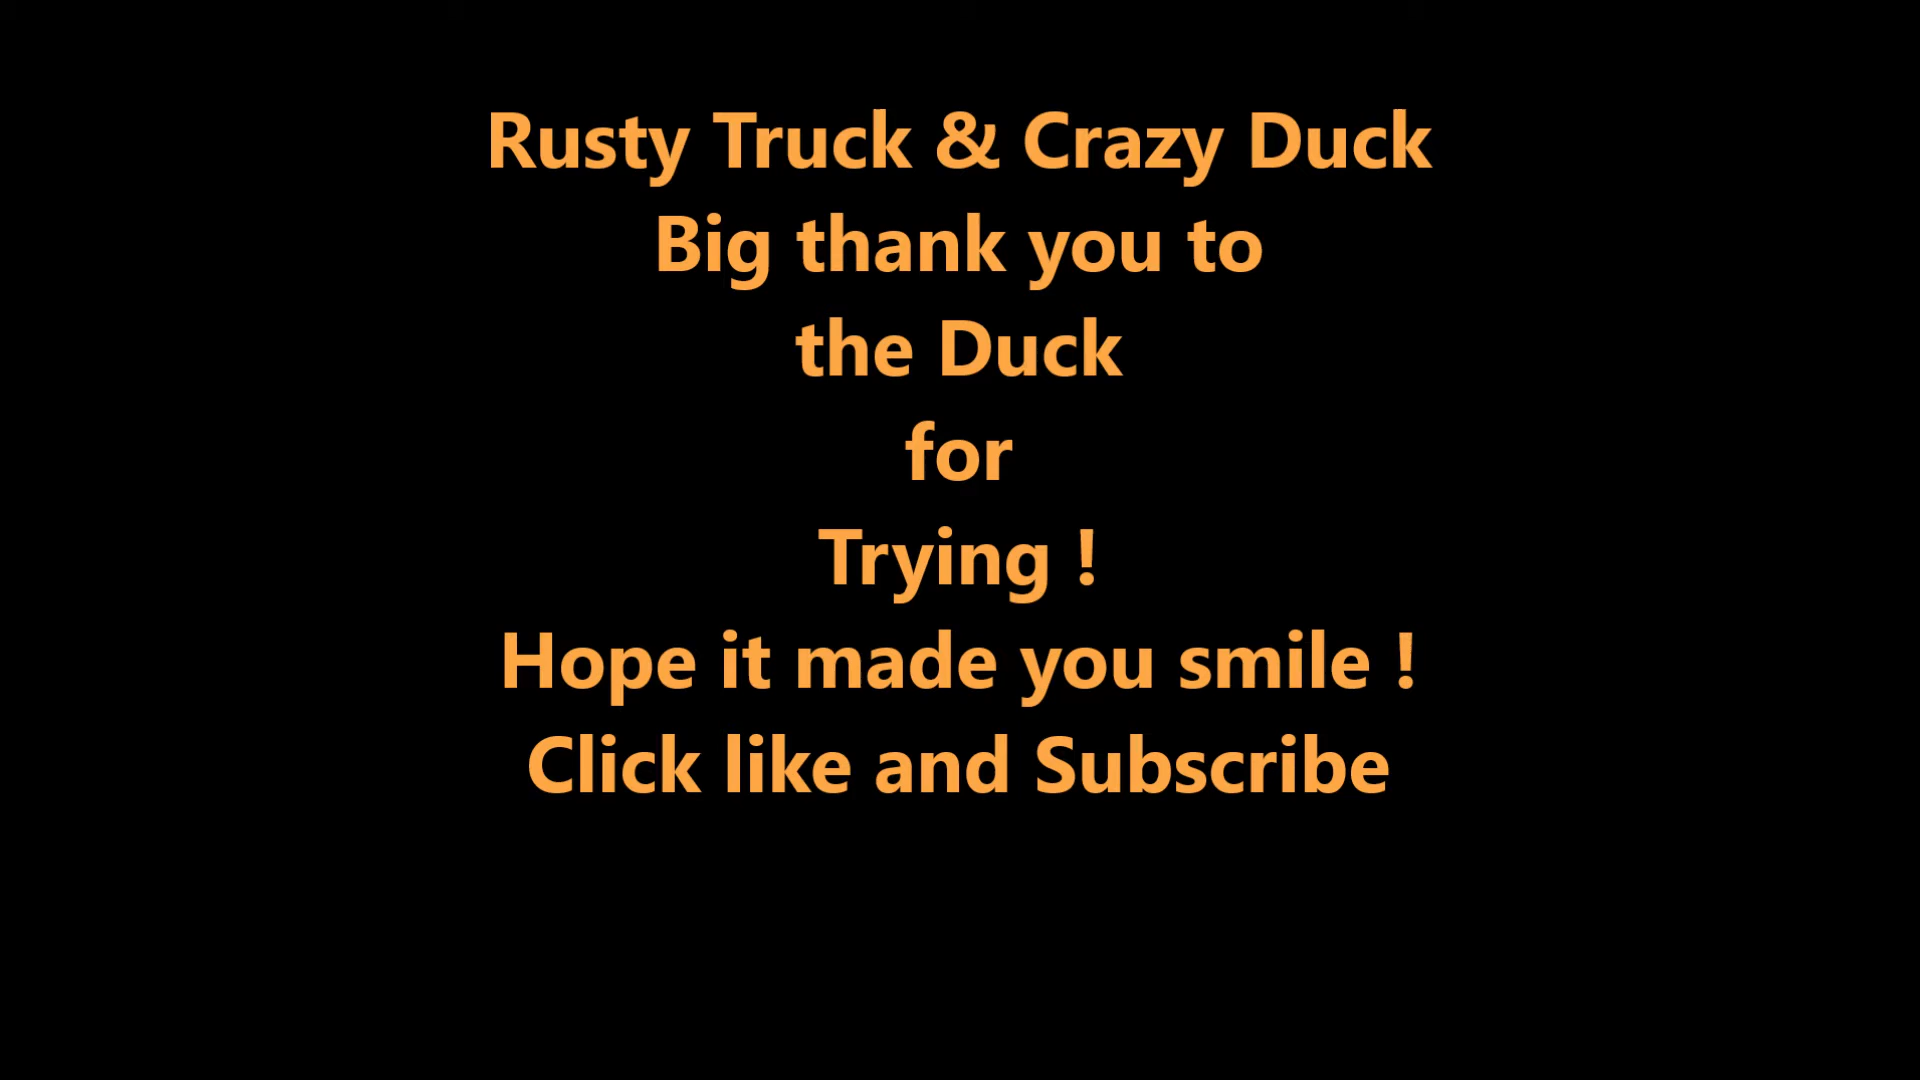 Rusty Truck & Crazy Duck
Big thank you to
the Duck
for
Trying !
Hope it made you smile !
Click like and Subscribe